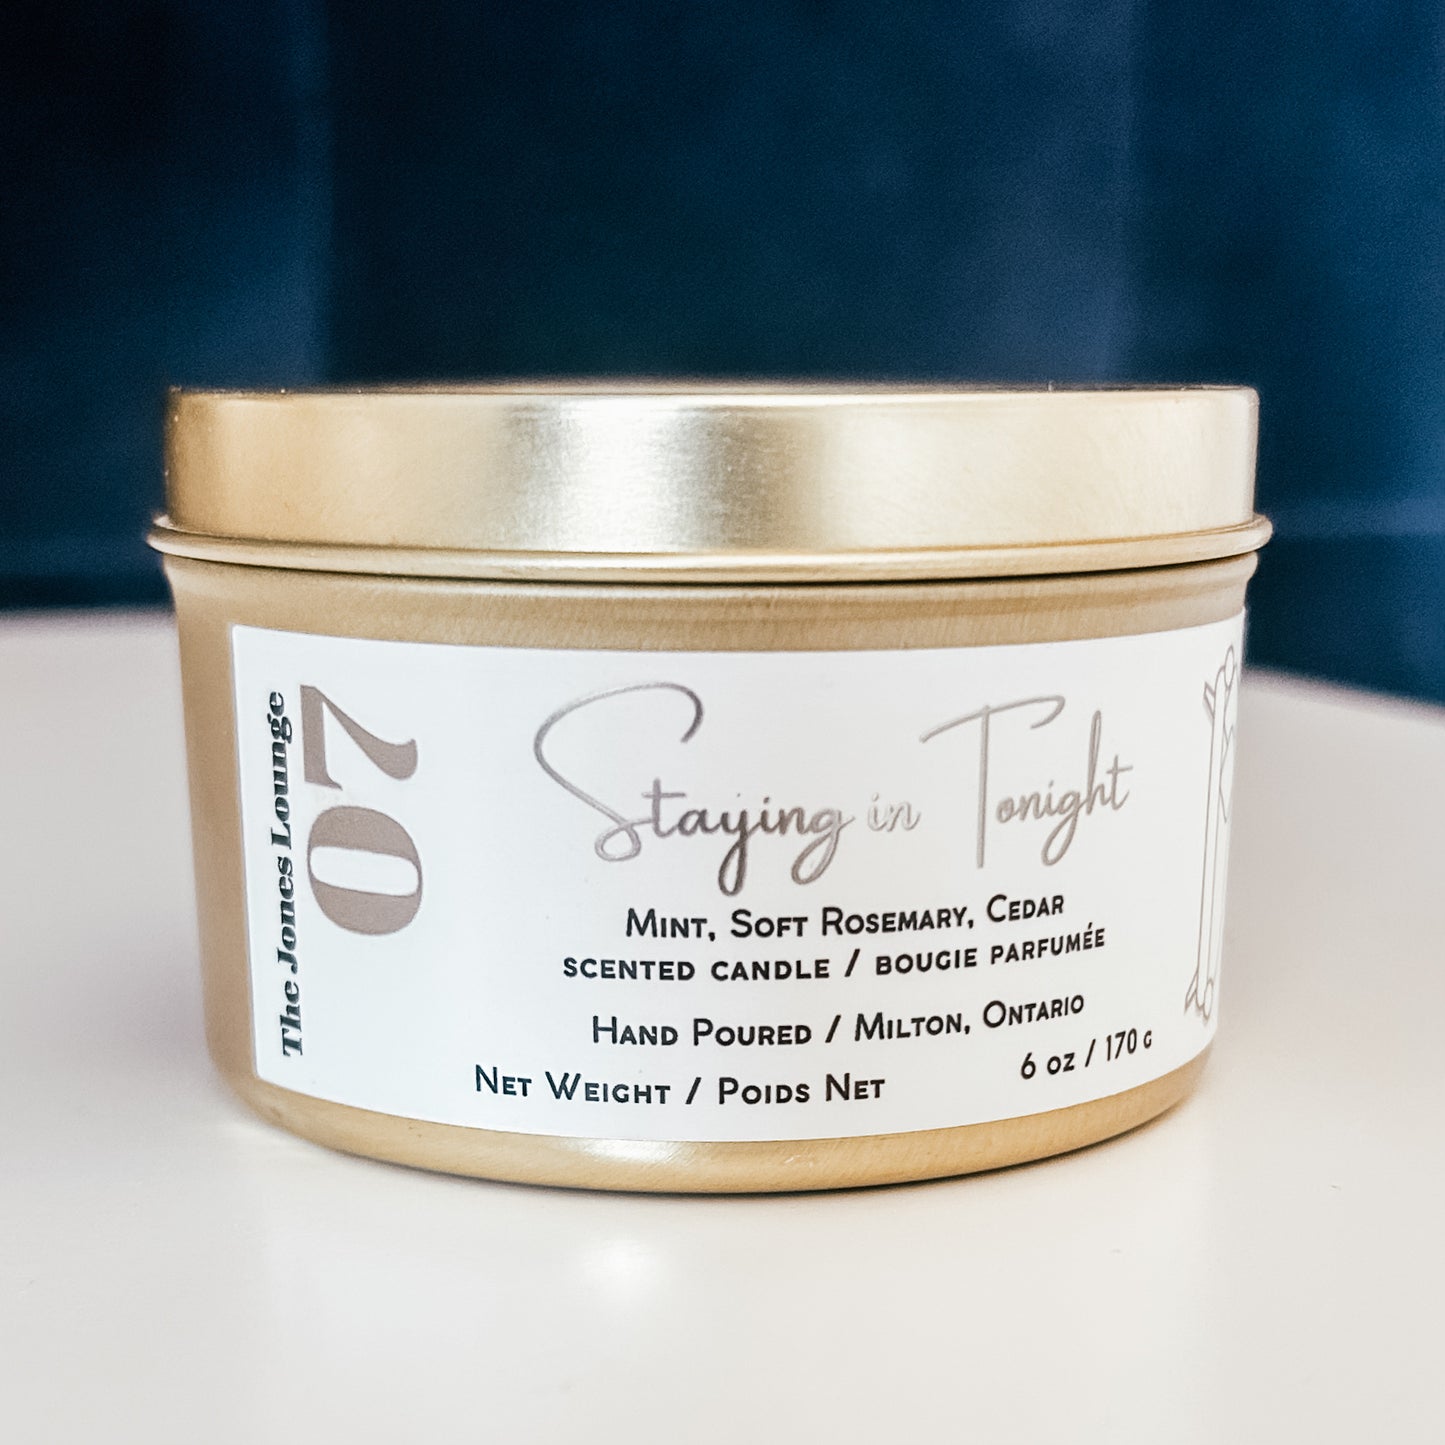 The Jones Lounge
07
Staying in Tonight
Mint, Soft Rosemary, Cedar
scented candle / bougie parfumée
Hand Poured / Milton, Ontario
Net Weight / Poids Net 6 oz / 170 g